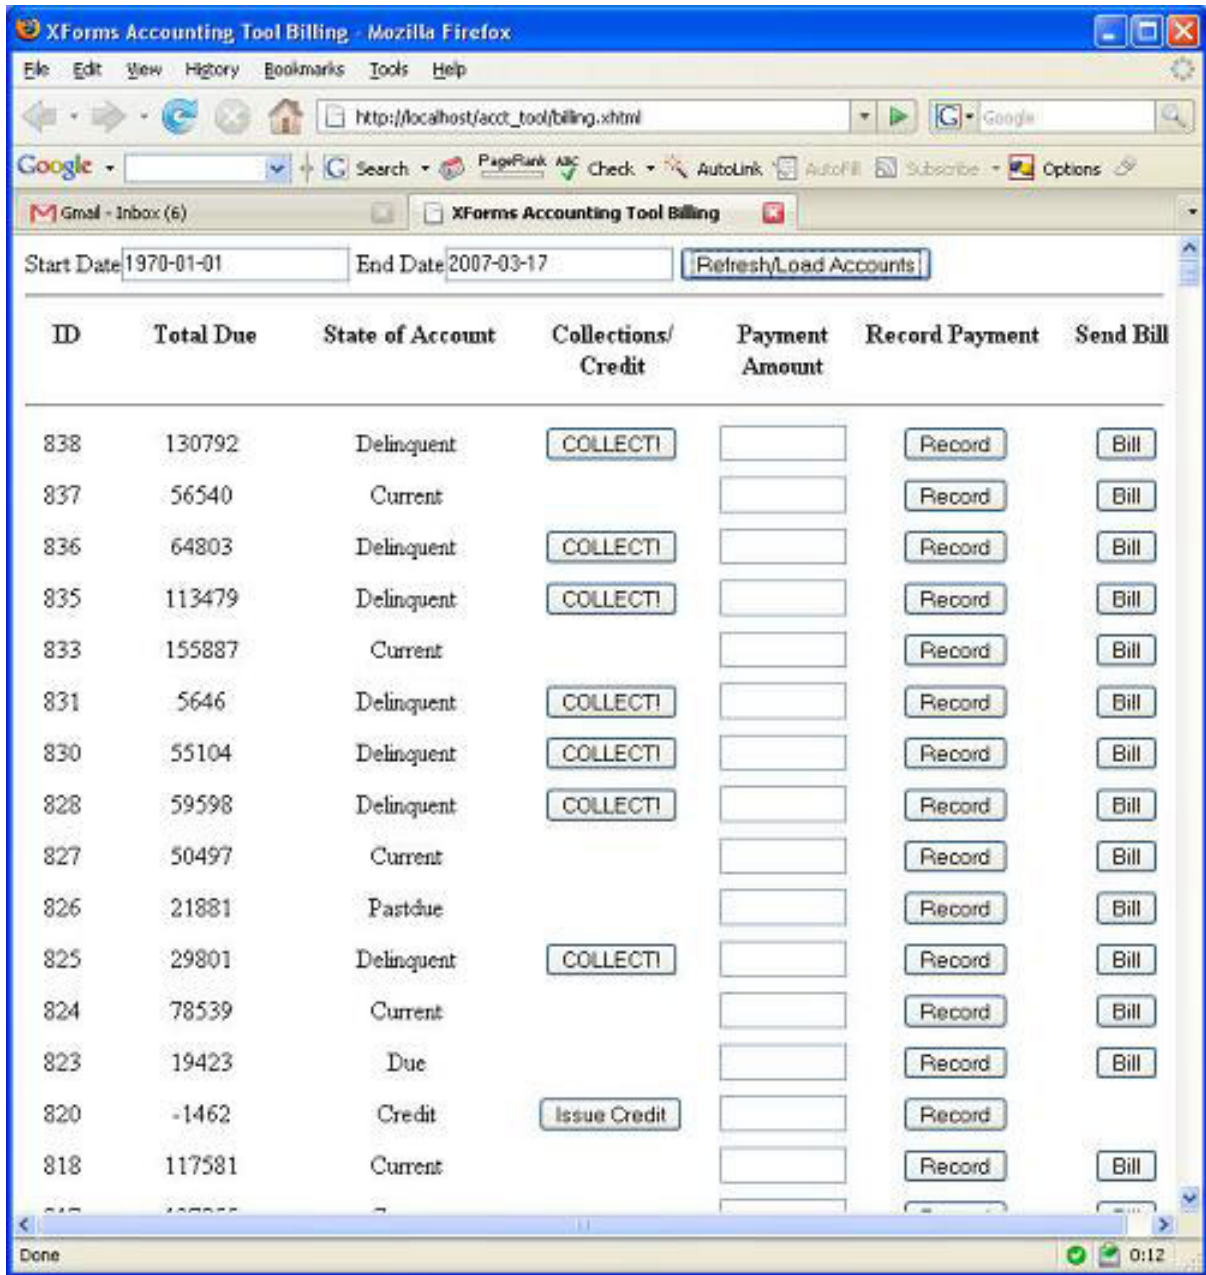 XForms Accounting Tool Billing - Mozilla Firefox
File Edit View History Bookmarks Tools Help
http://localhost/acct_tool/billing.xhtml G Google
Google G Search PageRank ABC Check AutoLink AutoFill Subscribe Options
Gmail - Inbox (6) XForms Accounting Tool Billing
Start Date 1970-01-01 End Date 2007-03-17 Refresh/Load Accounts
ID Total Due State of Account Collections/ Payment Record Payment Send Bill
Credit Amount
838 130792 Delinquent COLLECT! Record Bill
837 56540 Current Record Bill
836 64803 Delinquent COLLECT! Record Bill
835 113479 Delinquent COLLECT! Record Bill
833 155887 Current Record Bill
831 5646 Delinquent COLLECT! Record Bill
830 55104 Delinquent COLLECT! Record Bill
828 59598 Delinquent COLLECT! Record Bill
827 50497 Current Record Bill
826 21881 Pastdue Record Bill
825 29801 Delinquent COLLECT! Record Bill
824 78539 Current Record Bill
823 19423 Due Record Bill
820 -1462 Credit Issue Credit Record
818 117581 Current Record Bill
Done 0:12